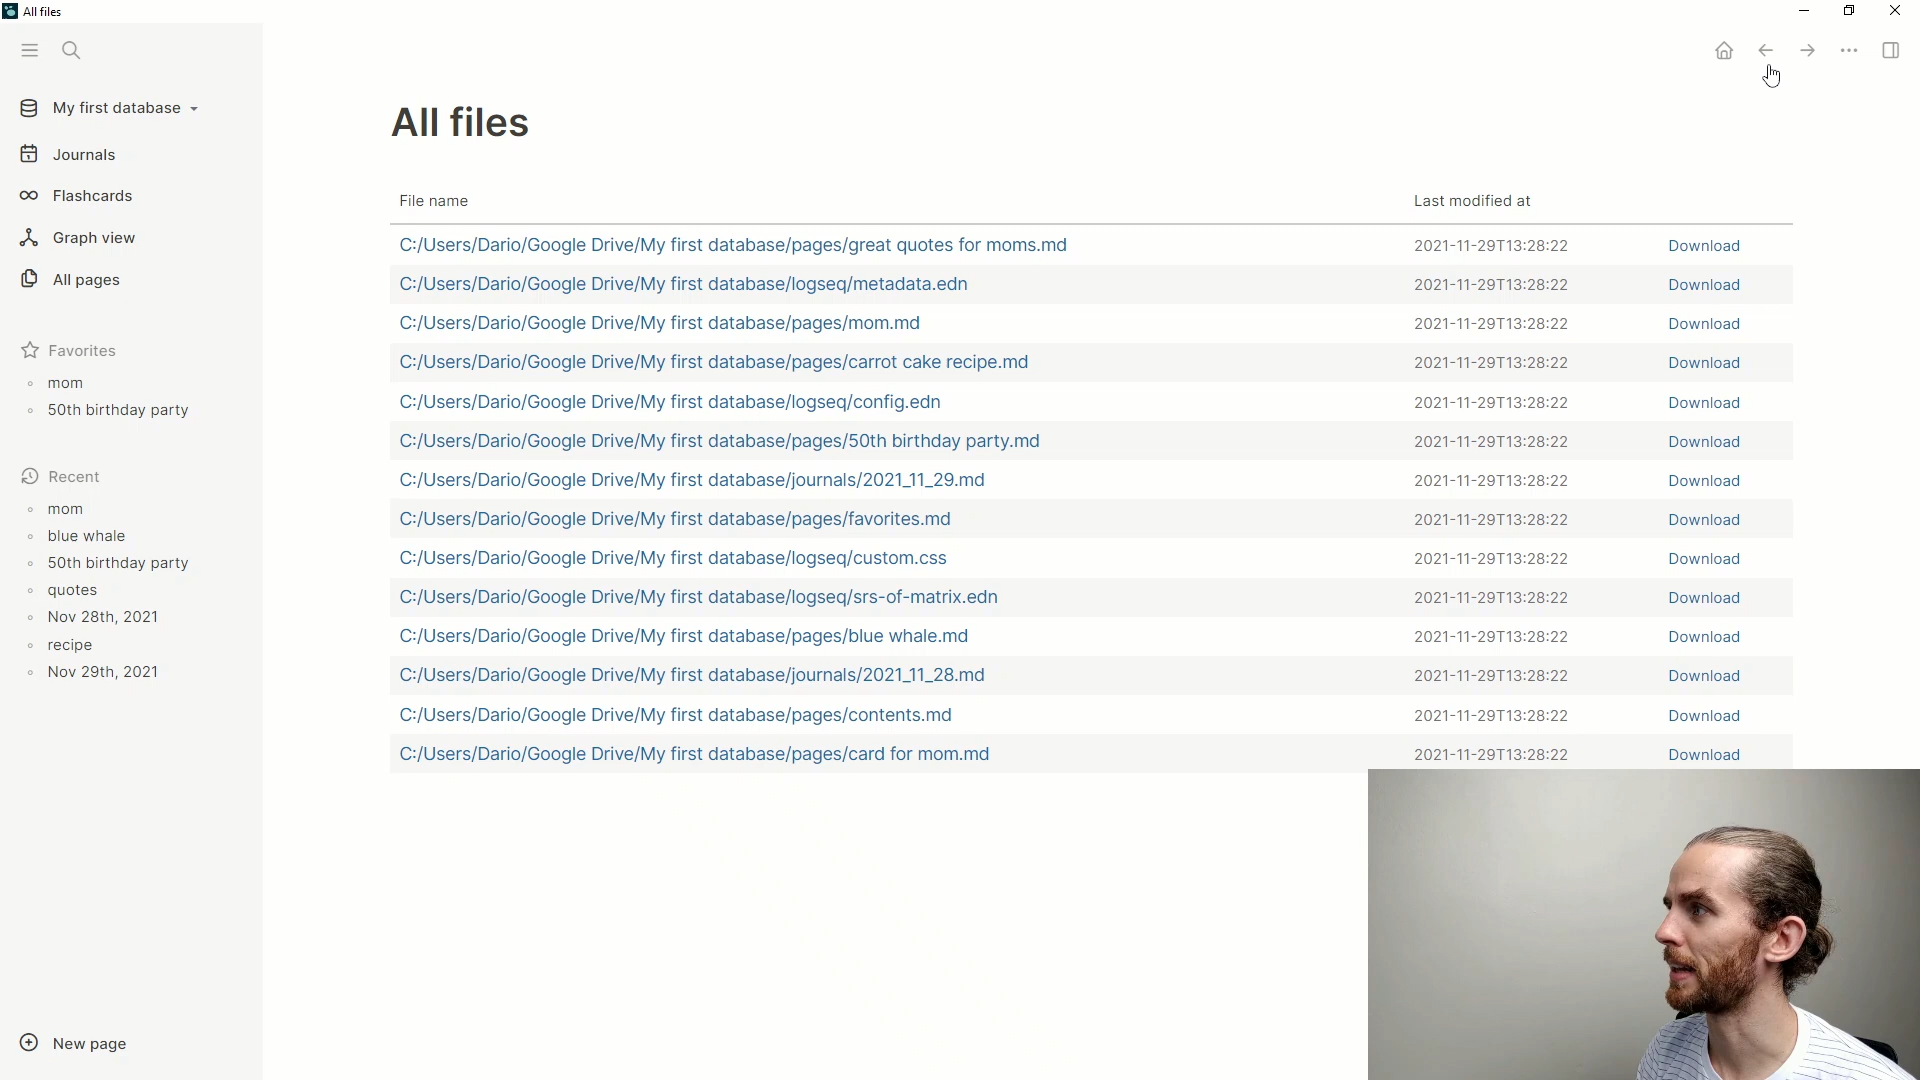 All files
My first database
Journals
Flashcards
Graph view
All pages
Favorites
mom
50th birthday party
Recent
mom
blue whale
50th birthday party
quotes
Nov 28th, 2021
recipe
Nov 29th, 2021
New page
All files
File name Last modified at
C:/Users/Dario/Google Drive/My first database/pages/great quotes for moms.md 2021-11-29T13:28:22 Download
C:/Users/Dario/Google Drive/My first database/logseq/metadata.edn 2021-11-29T13:28:22 Download
C:/Users/Dario/Google Drive/My first database/pages/mom.md 2021-11-29T13:28:22 Download
C:/Users/Dario/Google Drive/My first database/pages/carrot cake recipe.md 2021-11-29T13:28:22 Download
C:/Users/Dario/Google Drive/My first database/logseq/config.edn 2021-11-29T13:28:22 Download
C:/Users/Dario/Google Drive/My first database/pages/50th birthday party.md 2021-11-29T13:28:22 Download
C:/Users/Dario/Google Drive/My first database/journals/2021_11_29.md 2021-11-29T13:28:22 Download
C:/Users/Dario/Google Drive/My first database/pages/favorites.md 2021-11-29T13:28:22 Download
C:/Users/Dario/Google Drive/My first database/logseq/custom.css 2021-11-29T13:28:22 Download
C:/Users/Dario/Google Drive/My first database/logseq/srs-of-matrix.edn 2021-11-29T13:28:22 Download
C:/Users/Dario/Google Drive/My first database/pages/blue whale.md 2021-11-29T13:28:22 Download
C:/Users/Dario/Google Drive/My first database/journals/2021_11_28.md 2021-11-29T13:28:22 Download
C:/Users/Dario/Google Drive/My first database/pages/contents.md 2021-11-29T13:28:22 Download
C:/Users/Dario/Google Drive/My first database/pages/card for mom.md 2021-11-29T13:28:22 Download